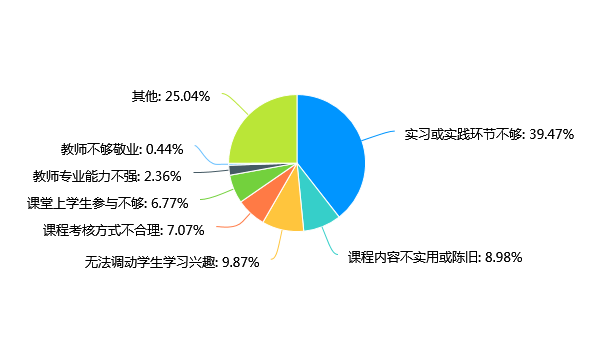 其他: 25.04%
实习或实践环节不够: 39.47%
教师不够敬业: 0.44%
教师专业能力不强: 2.36%
课堂上学生参与不够: 6.77%
课程考核方式不合理: 7.07%
无法调动学生学习兴趣: 9.87%
课程内容不实用或陈旧: 8.98%